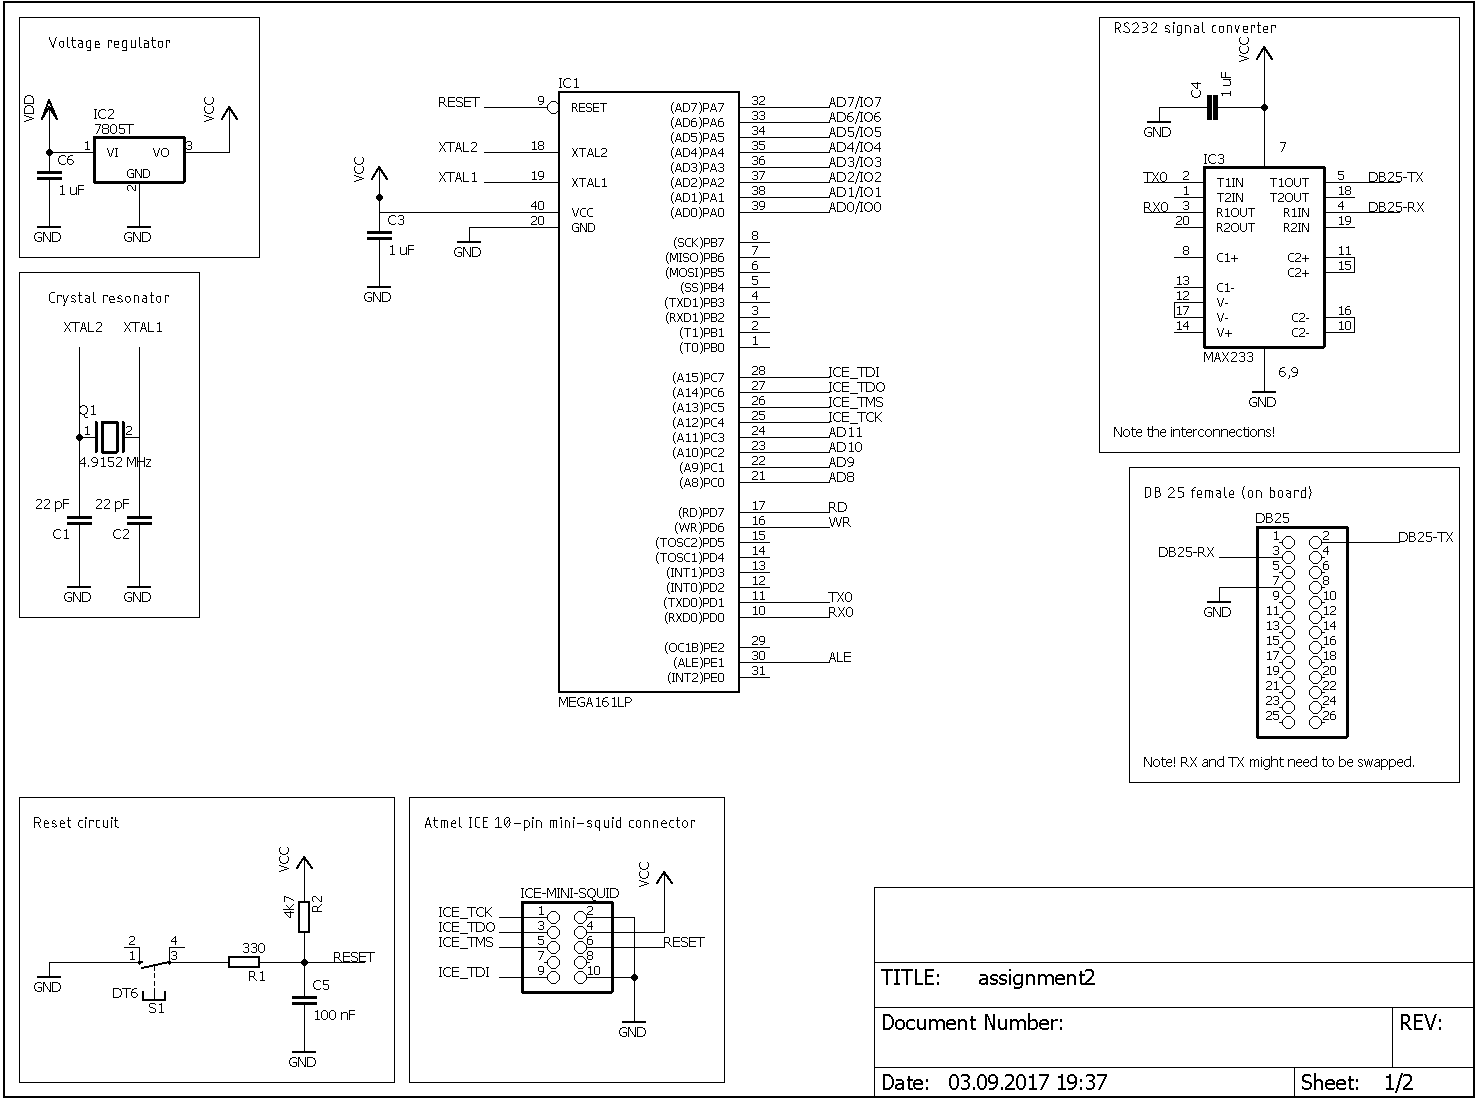 Voltage regulator
VDD
IC2
7805T
VCC
1 VI VO 3
C6
GND
2
1 uF
GND GND
Crystal resonator
XTAL2 XTAL1
Q1
1 2
4.9152 MHz
22 pF 22 pF
C1 C2
GND GND
IC1
RESET 9 RESET
XTAL2 18 XTAL2
XTAL1 19 XTAL1
VCC
40 VCC
C3
20 GND
GND
1 uF
GND
(AD7)PA7 32 AD7/IO7
(AD6)PA6 33 AD6/IO6
(AD5)PA5 34 AD5/IO5
(AD4)PA4 35 AD4/IO4
(AD3)PA3 36 AD3/IO3
(AD2)PA2 37 AD2/IO2
(AD1)PA1 38 AD1/IO1
(AD0)PA0 39 AD0/IO0
(SCK)PB7 8
(MISO)PB6 7
(MOSI)PB5 6
(SS)PB4 5
(TXD1)PB3 4
(RXD1)PB2 3
(T1)PB1 2
(T0)PB0 1
(A15)PC7 28 ICE_TDI
(A14)PC6 27 ICE_TDO
(A13)PC5 26 ICE_TMS
(A12)PC4 25 ICE_TCK
(A11)PC3 24 AD11
(A10)PC2 23 AD10
(A9)PC1 22 AD9
(A8)PC0 21 AD8
(RD)PD7 17 RD
(WR)PD6 16 WR
(TOSC2)PD5 15
(TOSC1)PD4 14
(INT1)PD3 13
(INT0)PD2 12
(TXD0)PD1 11 TX0
(RXD0)PD0 10 RX0
(OC1B)PE2 29
(ALE)PE1 30 ALE
(INT2)PE0 31
MEGA161LP
RS232 signal converter
VCC
C4
1 uF
GND
7
IC3
TX0 2 T1IN T1OUT 5 DB25-TX
1 T2IN T2OUT 18
RX0 3 R1OUT R1IN 4 DB25-RX
20 R2OUT R2IN 19
8 C1+ C2+ 11
C2+ 15
13 C1-
12 V-
17 V- C2- 16
14 V+ C2- 10
MAX233
6,9
GND
Note the interconnections!
DB 25 female (on board)
DB25
1 2 DB25-TX
DB25-RX 3 4
5 6
7 8
GND
9 10
11 12
13 14
15 16
17 18
19 20
21 22
23 24
25 26
Note! RX and TX might need to be swapped.
Reset circuit
VCC
4k7
R2
2 4
1 3
330
R1
RESET
GND
DT6
S1
C5
100 nF
GND
Atmel ICE 10-pin mini-squid connector
VCC
ICE-MINI-SQUID
ICE_TCK 1 2
ICE_TDO 3 4
ICE_TMS 5 6 RESET
7 8
ICE_TDI 9 10
GND
TITLE: assignment2
Document Number:
REV:
Date: 03.09.2017 19:37
Sheet: 1/2